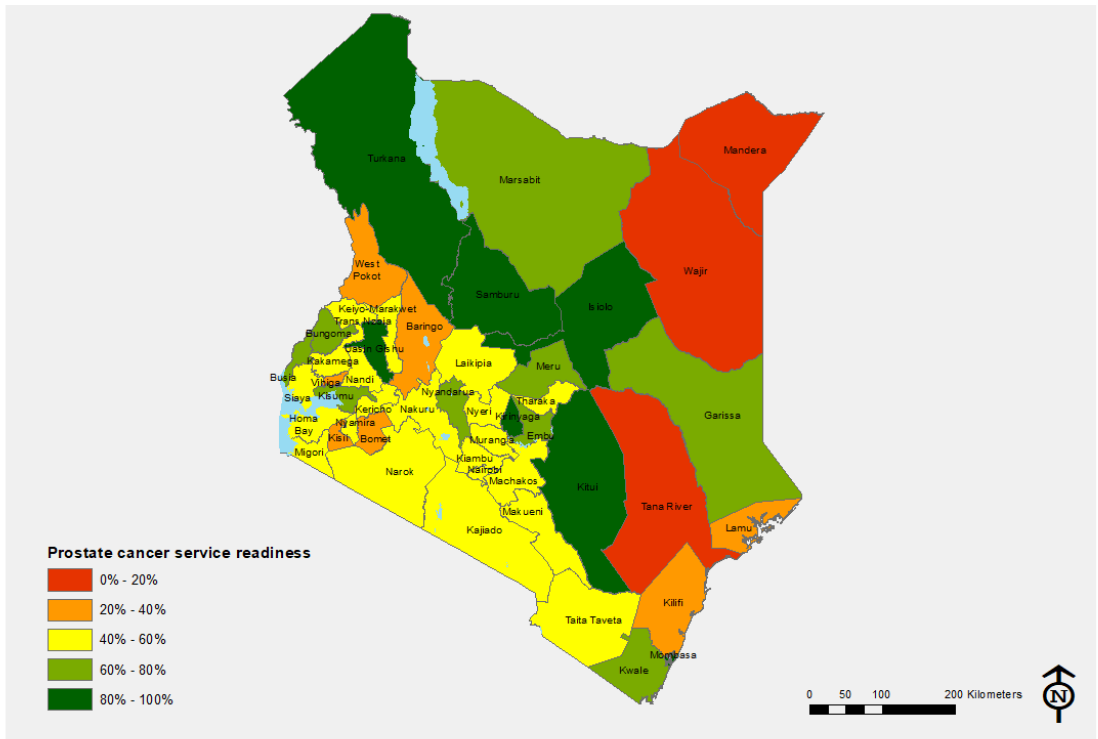 Mandera
Turkana
Marsabit
Wajir
West
Pokot
Samburu
Isiolo
Keiyo-Marakwet
Trans Nzoia
Baringo
Bungoma
Uasin Gishu
Kakamega
Laikipia
Meru
Busia
Vihiga
Nandi
Siaya
Kisumu
Nyandarua
Tharaka
Kericho
Nakuru
Nyeri
Kirinyaga
Garissa
Homa
Bay
Nyamira
Embu
Kisii
Bomet
Muranga
Migori
Kiambu
Narok
Nairobi
Machakos
Kitui
Makueni
Tana River
Kajiado
Lamu
Prostate cancer service readiness
0% - 20%
20% - 40%
40% - 60%
60% - 80%
80% - 100%
Kilifi
Taita Taveta
Mombasa
Kwale
0 50 100 200 Kilometers
N